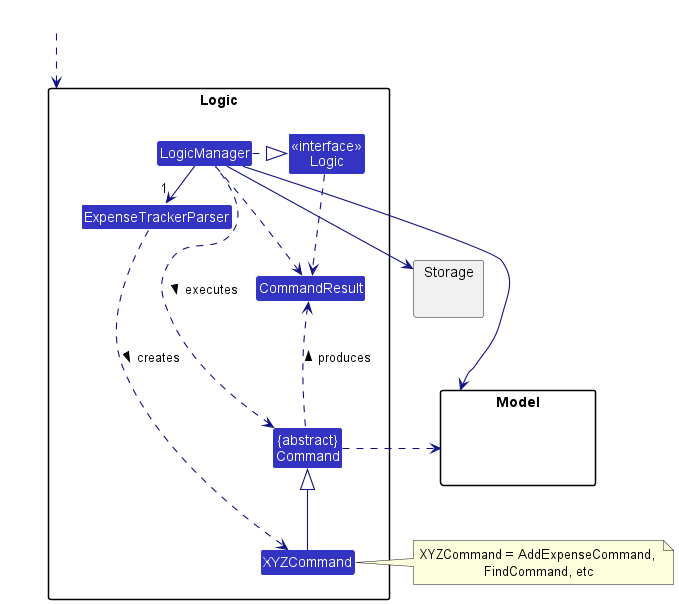 Logic
LogicManager
«interface»
Logic
1
ExpenseTrackerParser
Storage
CommandResult
executes
creates
produces
Model
{abstract}
Command
XYZCommand
XYZCommand = AddExpenseCommand,
FindCommand, etc